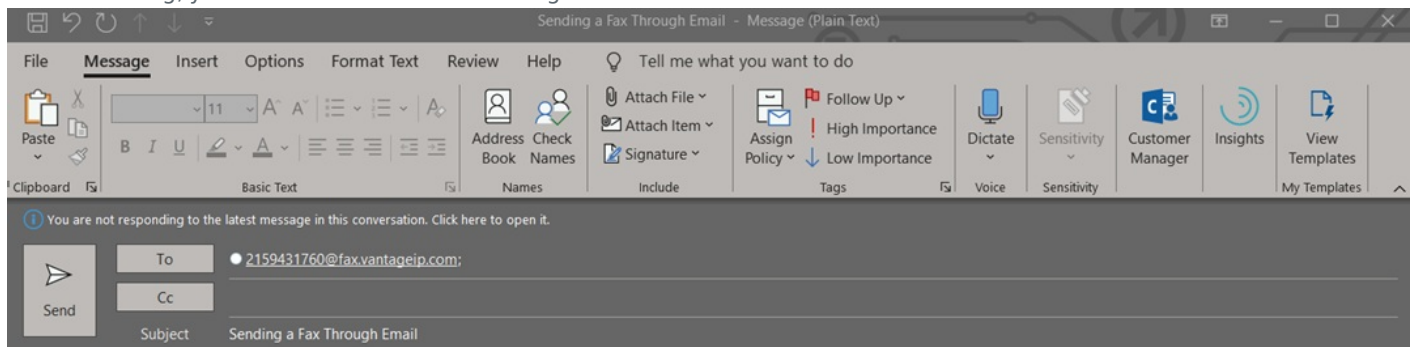 Sending a Fax Through Email - Message (Plain Text)
File Message Insert Options Format Text Review Help Tell me what you want to do
Paste
11
B I U
Address Book
Check Names
Attach File
Attach Item
Signature
Assign Policy
Follow Up
High Importance
Low Importance
Dictate
Sensitivity
Customer Manager
Insights
View Templates
Clipboard Basic Text Names Include Tags Voice Sensitivity My Templates
You are not responding to the latest message in this conversation. Click here to open it.
Send
To 2159431760@fax.vantageip.com;
Cc
Subject Sending a Fax Through Email